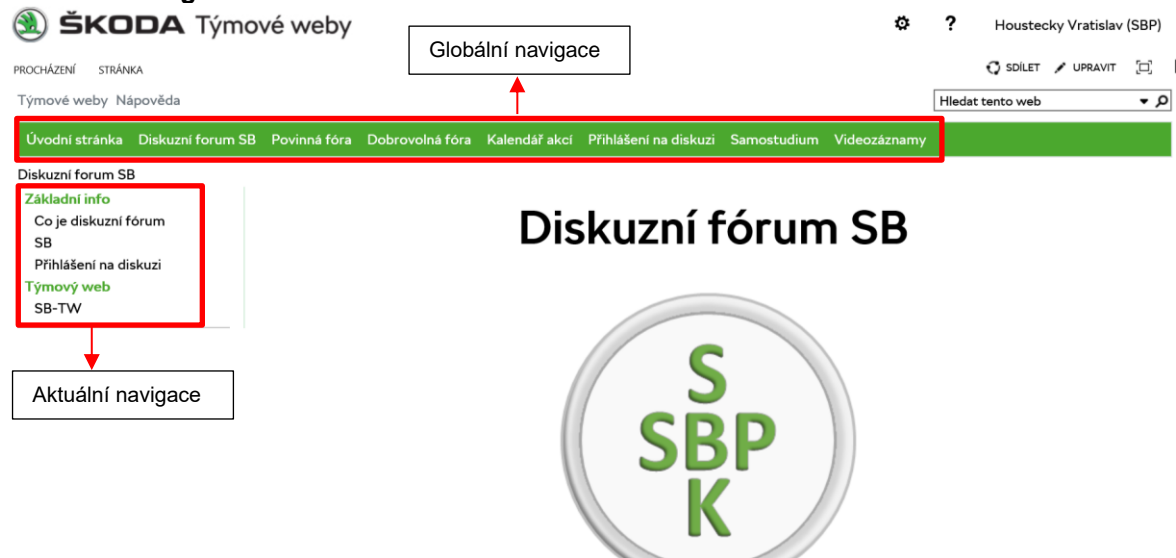 ŠKODA Týmové weby
? Houstecky Vratislav (SBP)
Globální navigace
PROCHÁZENÍ STRÁNKA
SDÍLET UPRAVIT
Týmové weby Nápověda
Hledat tento web
Úvodní stránka Diskuzní forum SB Povinná fóra Dobrovolná fóra Kalendář akcí Přihlášení na diskuzi Samostudium Videozáznamy
Diskuzní forum SB
Základní info
Co je diskuzní fórum
SB
Přihlášení na diskuzi
Týmový web
SB-TW
Aktuální navigace
Diskuzní fórum SB
S
SBP
K